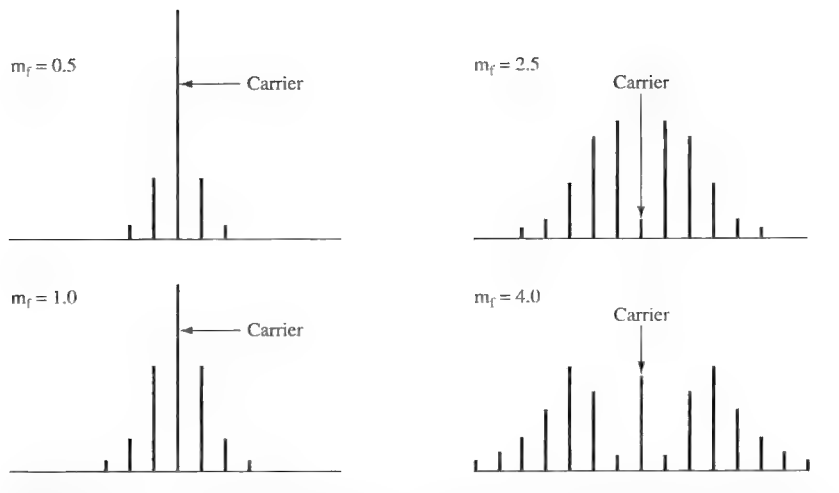 m_f = 0.5
Carrier
m_f = 2.5
Carrier
m_f = 1.0
Carrier
m_f = 4.0
Carrier